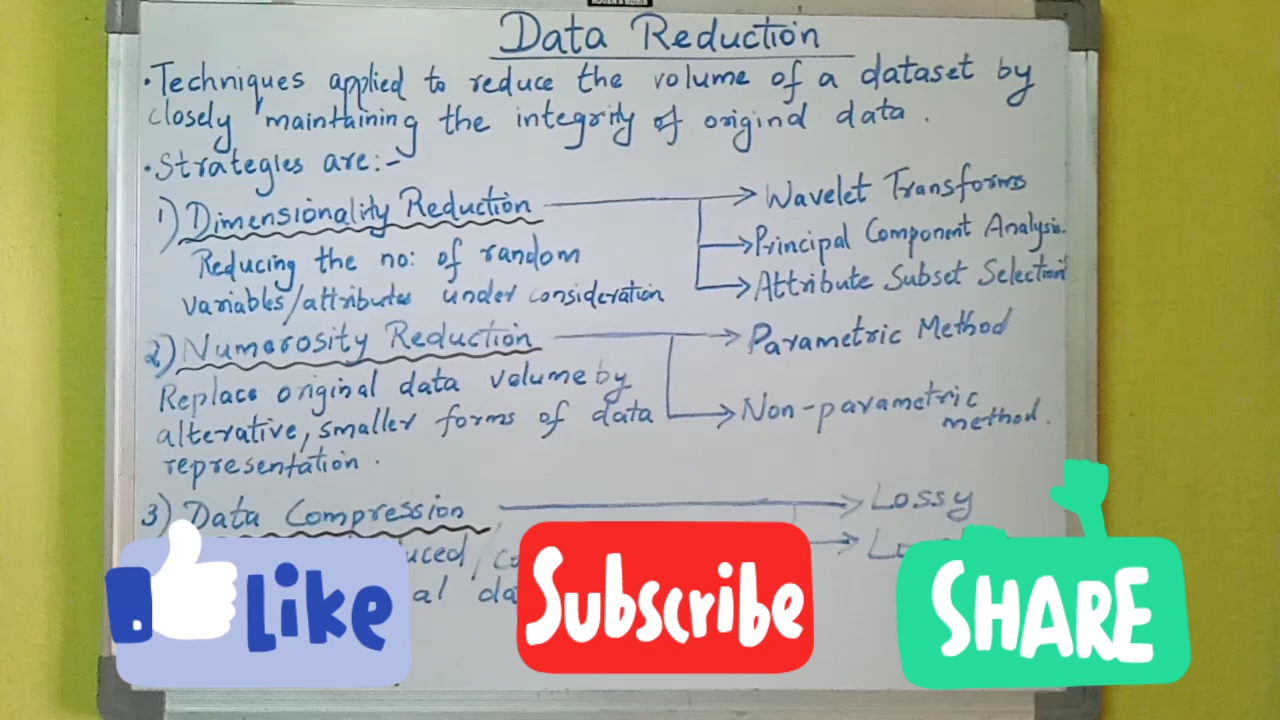 Data Reduction
• Techniques applied to reduce the volume of a dataset by
closely maintaining the integrity of origind data.
• Strategies are:-
1) Dimensionality Reduction → Wavelet Transforms
→ Principal Component Analysis.
Reducing the no: of random
variables/attributes under consideration → Attribute Subset Selection
2) Numerosity Reduction → Parametric Method
Replace original data volume by
alterative, smaller forms of data → Non-parametric
method.
representation.
3) Data Compression → Lossy
Like
Subscribe
SHARE